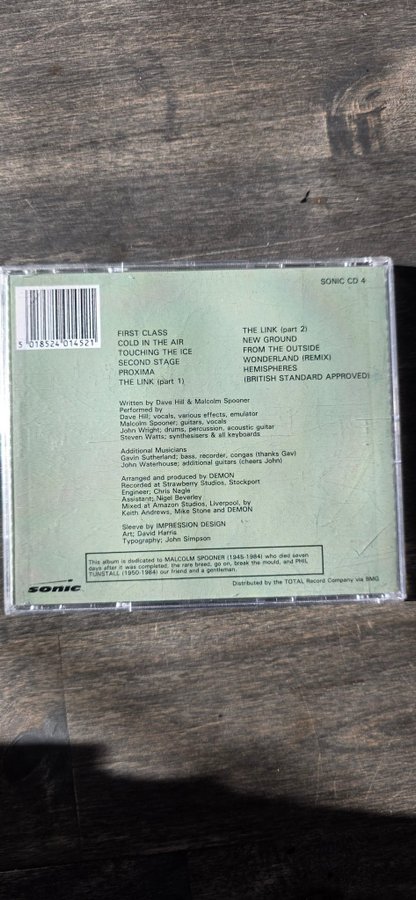 SONIC CD 4
5 018524 014521
FIRST CLASS
COLD IN THE AIR
TOUCHING THE ICE
SECOND STAGE
PROXIMA
THE LINK (part 1)
THE LINK (part 2)
NEW GROUND
FROM THE OUTSIDE
WONDERLAND (REMIX)
HEMISPHERES
(BRITISH STANDARD APPROVED)
Written by Dave Hill & Malcolm Spooner
Performed by
Dave Hill; vocals, various effects, emulator
Malcolm Spooner; guitars, vocals
John Wright; drums, percussion, acoustic guitar
Steven Watts; synthesisers & all keyboards
Additional Musicians
Gavin Sutherland; bass, recorder, congas (thanks Gav)
John Waterhouse; additional guitars (cheers John)
Arranged and produced by DEMON
Recorded at Strawberry Studios, Stockport
Engineer; Chris Nagle
Assistant; Nigel Beverley
Mixed at Amazon Studios, Liverpool, by
Keith Andrews, Mike Stone and DEMON
Sleeve by IMPRESSION DESIGN
Art; David Harris
Typography; John Simpson
This album is dedicated to MALCOLM SPOONER (1945-1984) who died seven
days after it was completed; the rare breed, go on, break the mould, and PHIL
TUNSTALL (1950-1984) our friend and a gentleman.
sonic
Distributed by the TOTAL Record Company via BMG